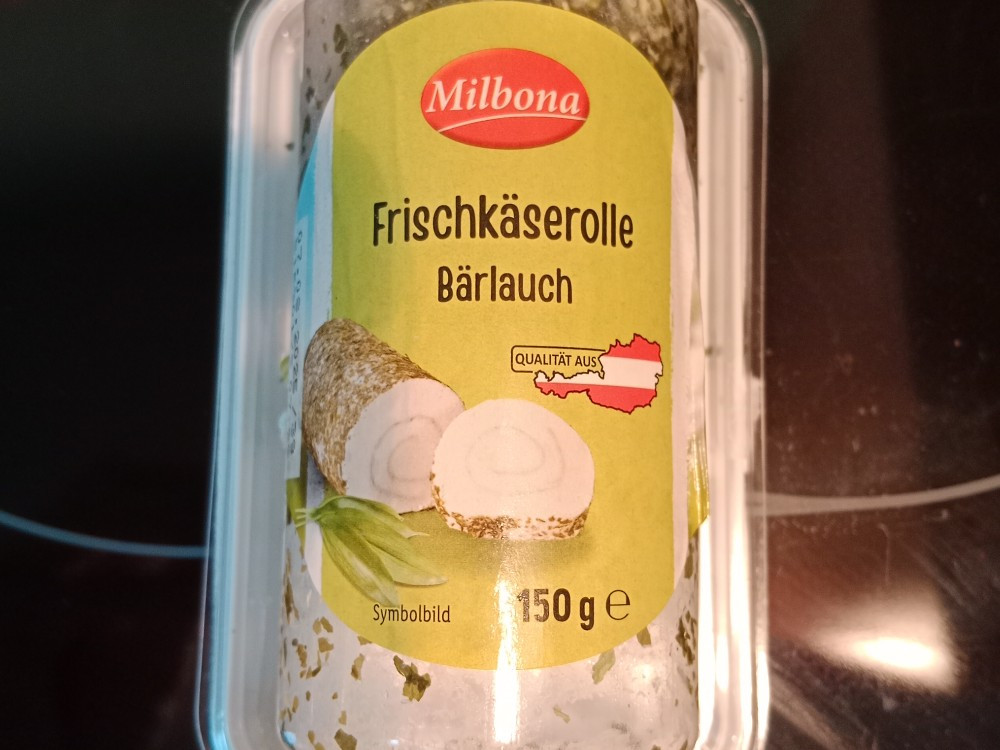 Milbona
Frischkäserolle
Bärlauch
QUALITÄT AUS
Symbolbild
150 g e